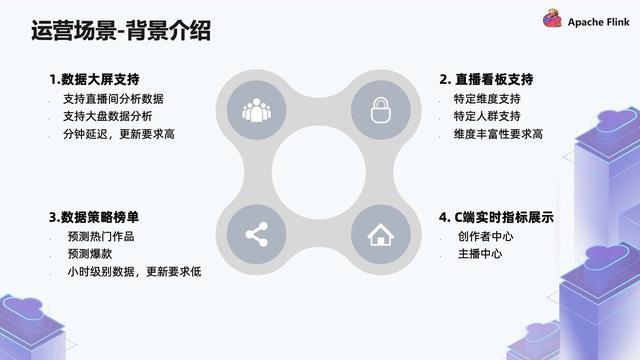 运营场景-背景介绍
Apache Flink
1.数据大屏支持
支持直播间分析数据
支持大盘数据分析
分钟延迟，更新要求高
2. 直播看板支持
特定维度支持
特定人群支持
维度丰富性要求高
3.数据策略榜单
预测热门作品
预测爆款
小时级别数据，更新要求低
4. C端实时指标展示
创作者中心
主播中心